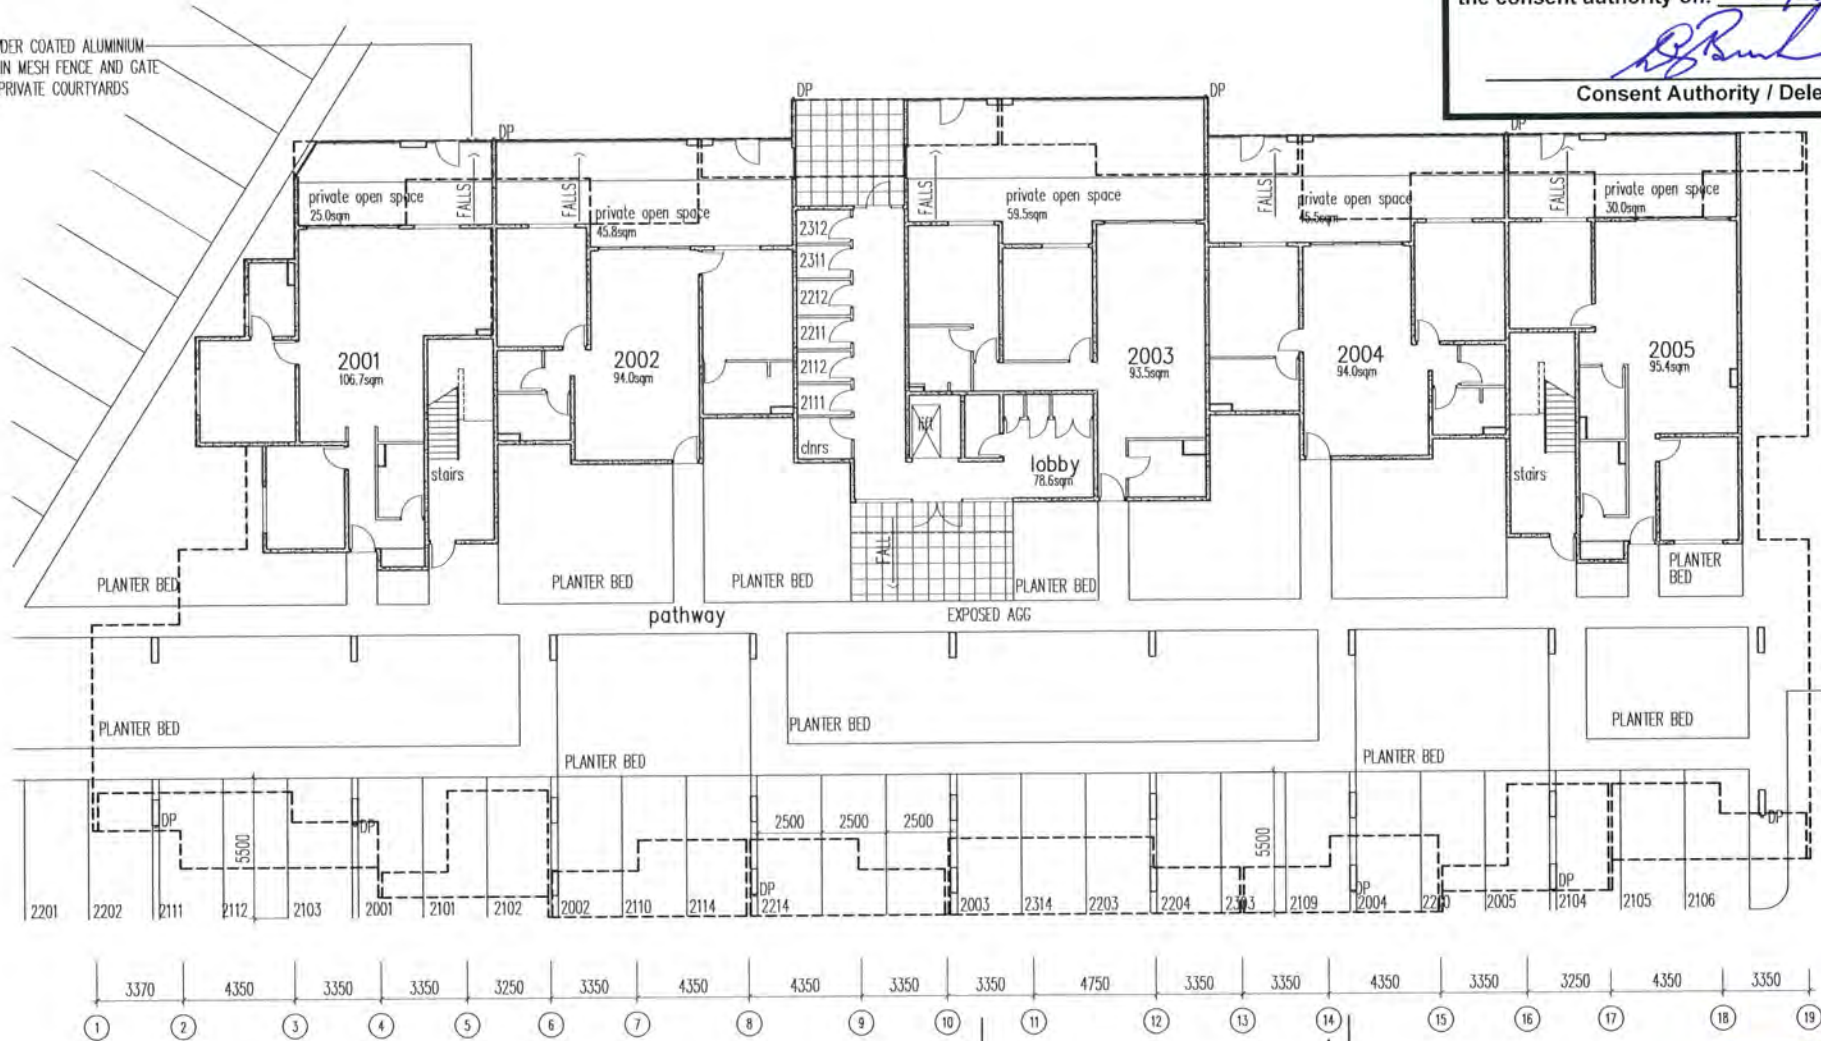 the consent authority on:
Consent Authority / Dele
DER COATED ALUMINIUM
IN MESH FENCE AND GATE
PRIVATE COURTYARDS
DP
DP
DP
DP
private open space
25.0sqm
FALLS
FALLS
private open space
45.8sqm
FALLS
private open space
59.5sqm
FALLS
private open space
45.5sqm
FALLS
private open space
30.0sqm
2312
2311
2212
2211
2112
2111
clnrs
2001
106.7sqm
2002
94.0sqm
2003
93.5sqm
2004
94.0sqm
2005
95.4sqm
stairs
lift
lobby
78.6sqm
stairs
FALL
PLANTER BED
PLANTER BED
PLANTER BED
PLANTER BED
PLANTER
BED
pathway
EXPOSED AGG
PLANTER BED
PLANTER BED
PLANTER BED
PLANTER BED
PLANTER BED
DP
DP
DP
DP
DP
DP
5500
2500 2500 2500
5500
2201 2202 2111 2112 2103 2001 2101 2102 2002 2110 2114 2214 2003 2314 2203 2204 2303 2109 2004 2005 2104 2105 2106
3370 4350 3350 3350 3250 3350 4350 4350 3350 3350 4750 3350 3350 4350 3350 3250 4350 3350
1 2 3 4 5 6 7 8 9 10 11 12 13 14 15 16 17 18 19